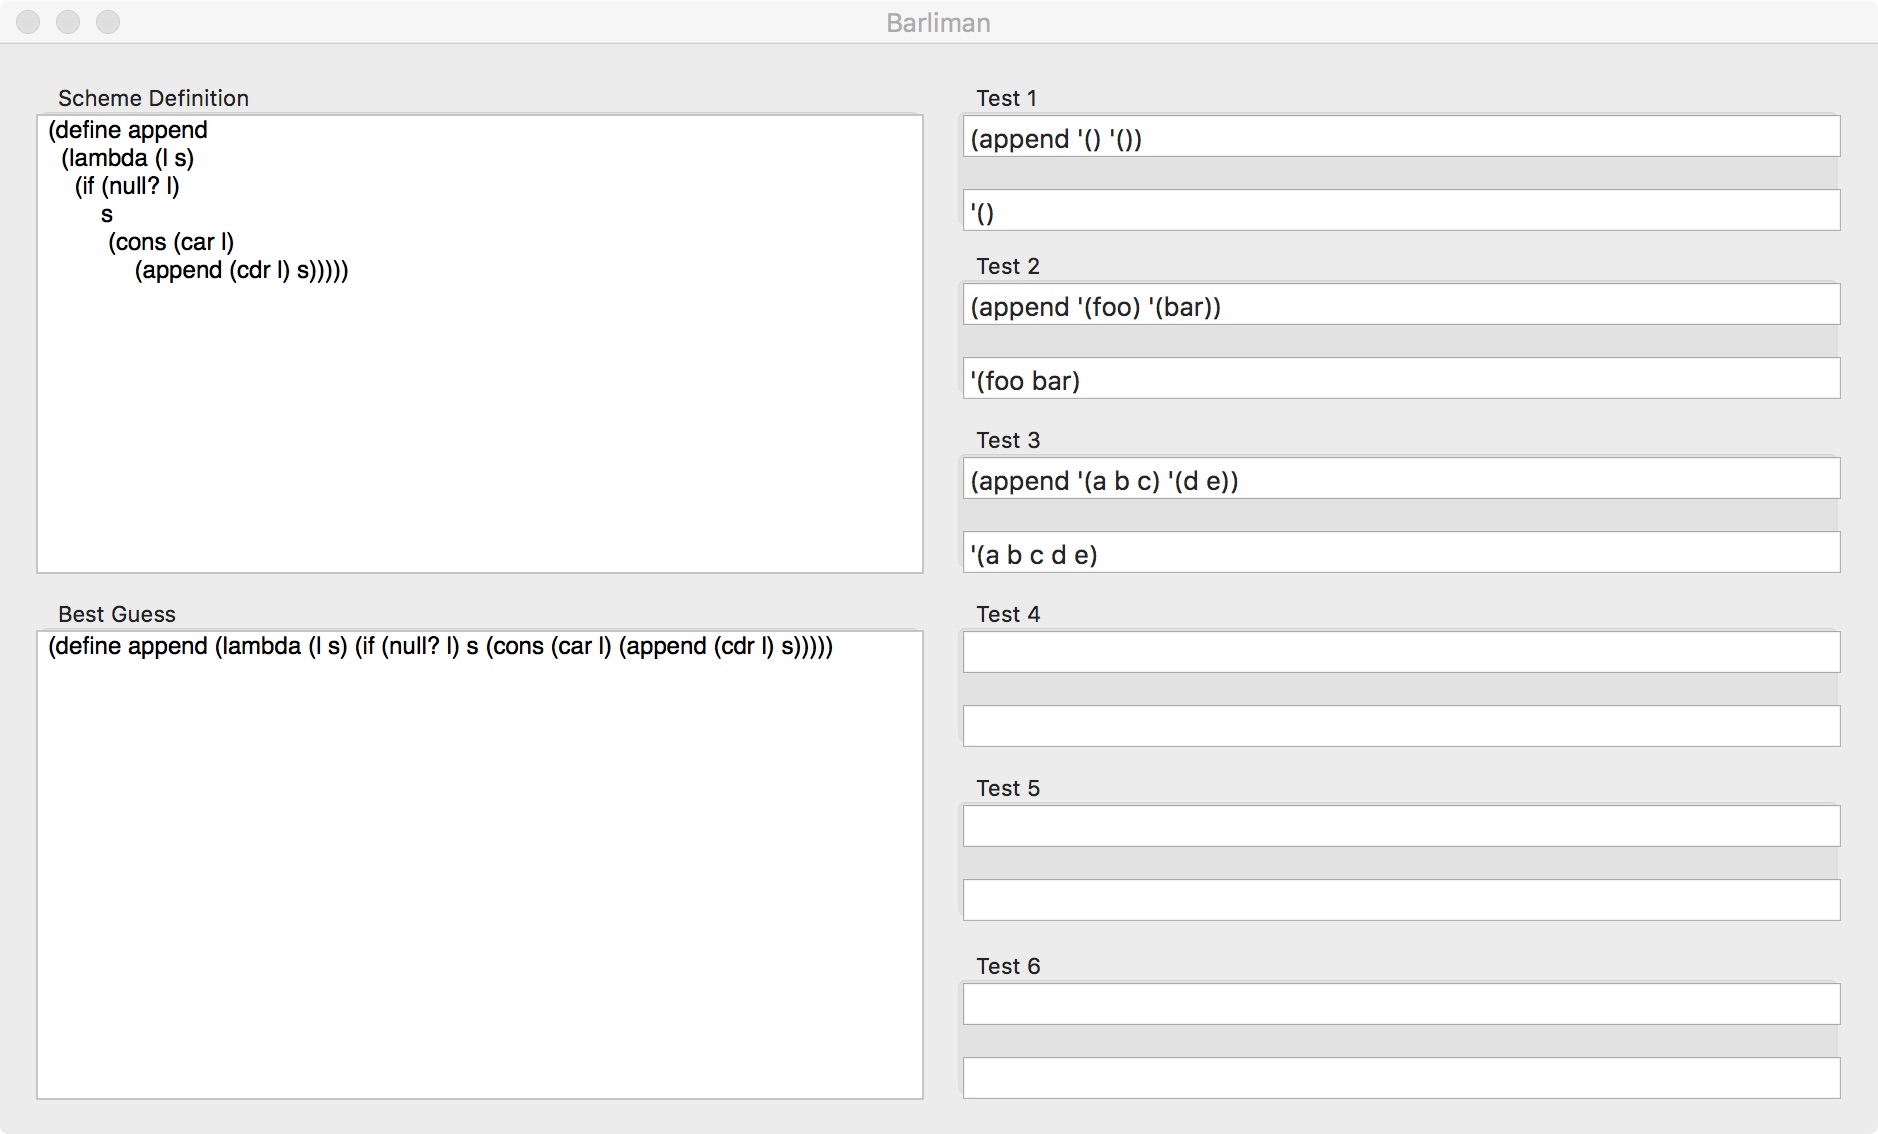 Barliman
Scheme Definition
(define append
  (lambda (l s)
    (if (null? l)
        s
        (cons (car l)
            (append (cdr l) s)))))
Best Guess
(define append (lambda (l s) (if (null? l) s (cons (car l) (append (cdr l) s)))))
Test 1
(append '() '())
'()
Test 2
(append '(foo) '(bar))
'(foo bar)
Test 3
(append '(a b c) '(d e))
'(a b c d e)
Test 4
Test 5
Test 6